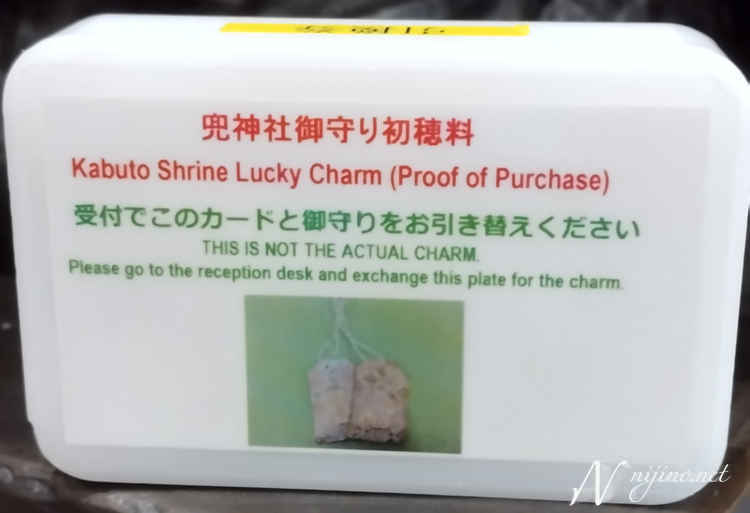 兜神社御守り初穂料
Kabuto Shrine Lucky Charm (Proof of Purchase)
受付でこのカードと御守りをお引き替えください
THIS IS NOT THE ACTUAL CHARM.
Please go to the reception desk and exchange this plate for the charm.
nijino.net